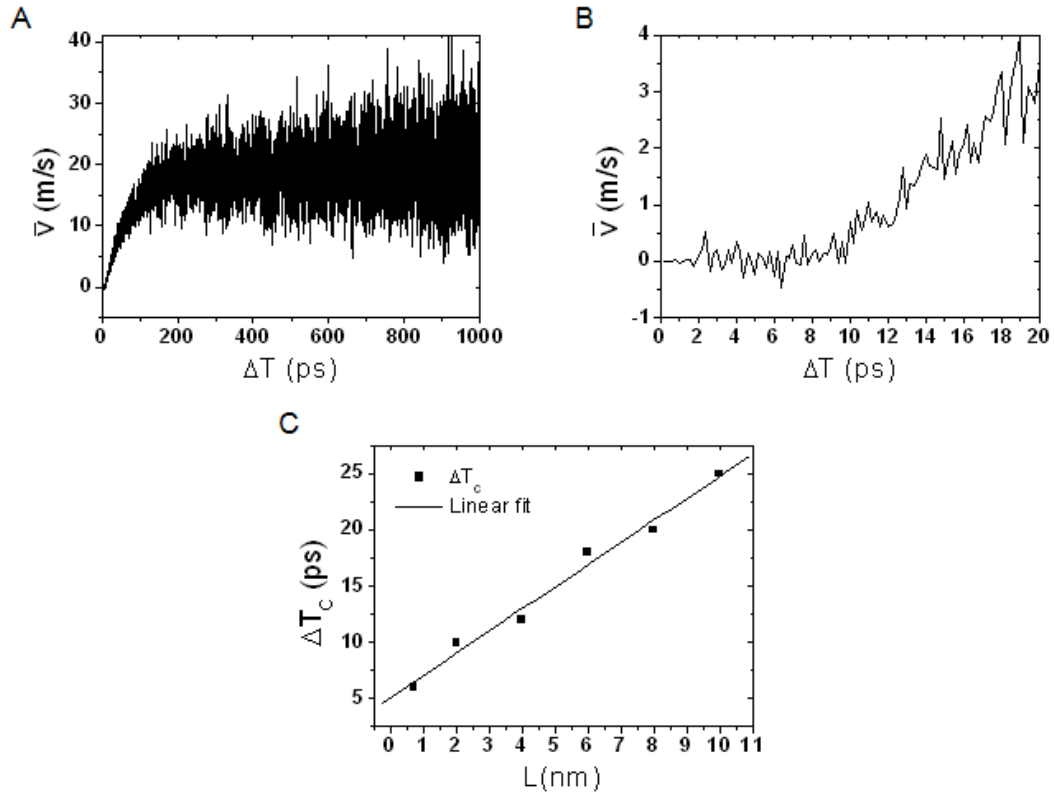 A
B
40
30
20
10
0
v̄ (m/s)
0 200 400 600 800 1000
ΔT (ps)
4
3
2
1
0
-1
v̄ (m/s)
0 2 4 6 8 10 12 14 16 18 20
ΔT (ps)
C
ΔTc
Linear fit
25
20
15
10
5
ΔTC (ps)
0 1 2 3 4 5 6 7 8 9 10 11
L(nm)